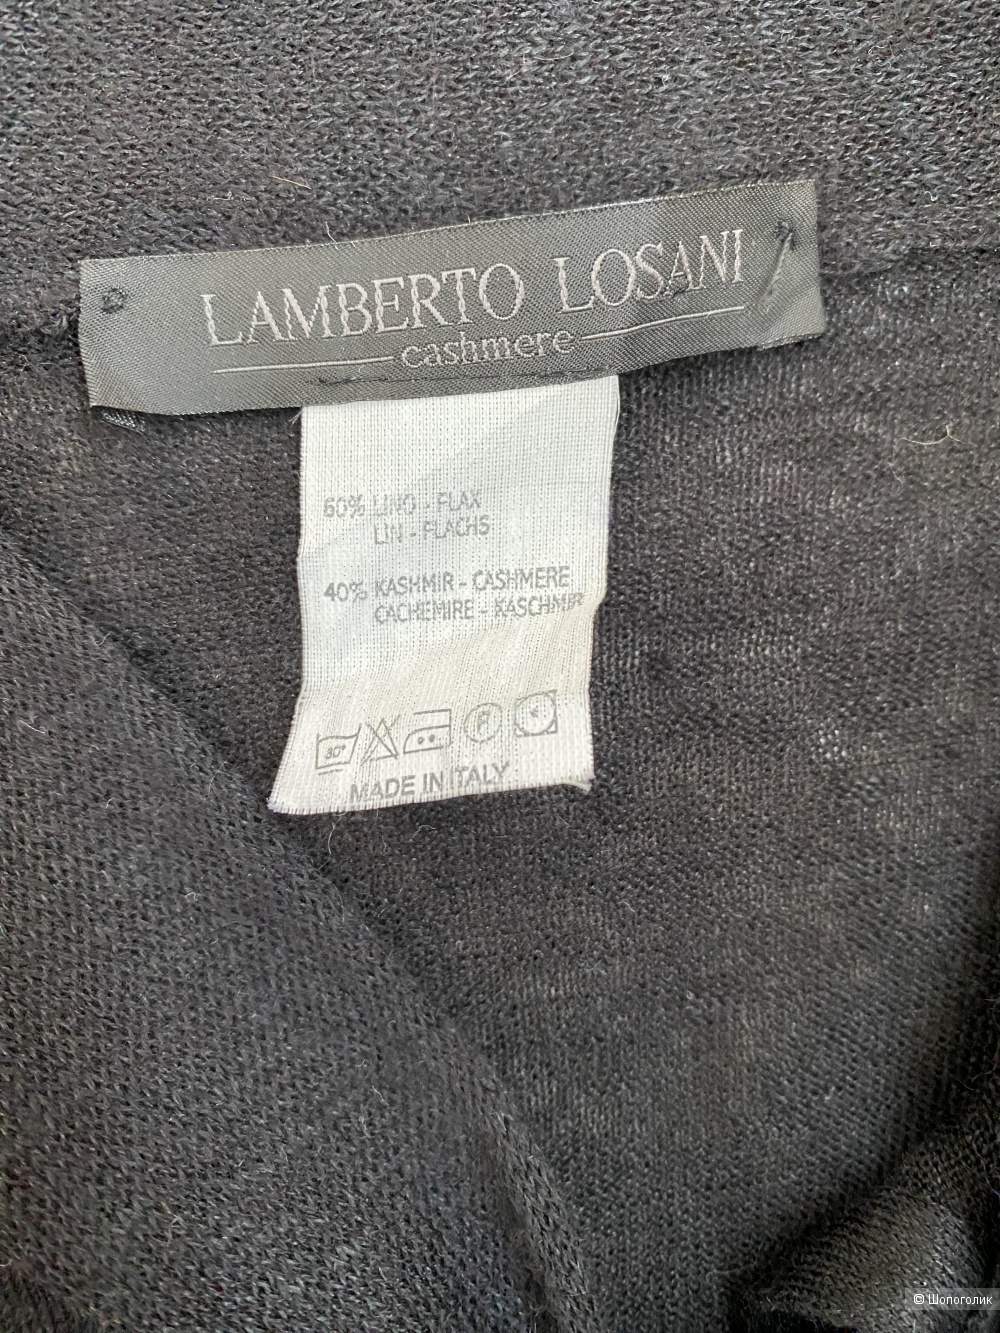 LAMBERTO LOSANI
cashmere
60% LINO - FLAX
LIN - FLACHS
40% KASHMIR - CASHMERE
CACHEMIRE - KASCHMIR
30° P
MADE IN ITALY
© Шопоголик